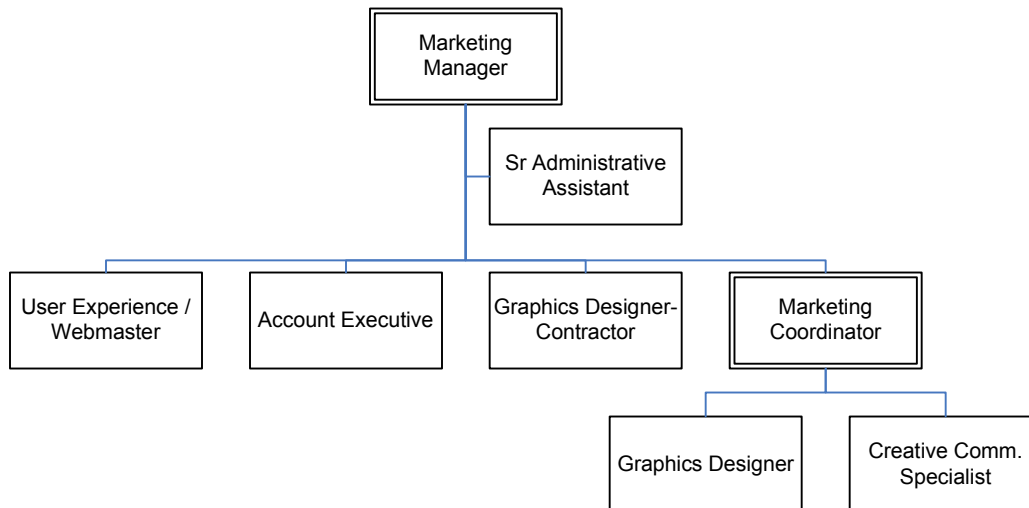 Marketing
Manager
Sr Administrative
Assistant
User Experience /
Webmaster
Account Executive
Graphics Designer-
Contractor
Marketing
Coordinator
Graphics Designer
Creative Comm.
Specialist